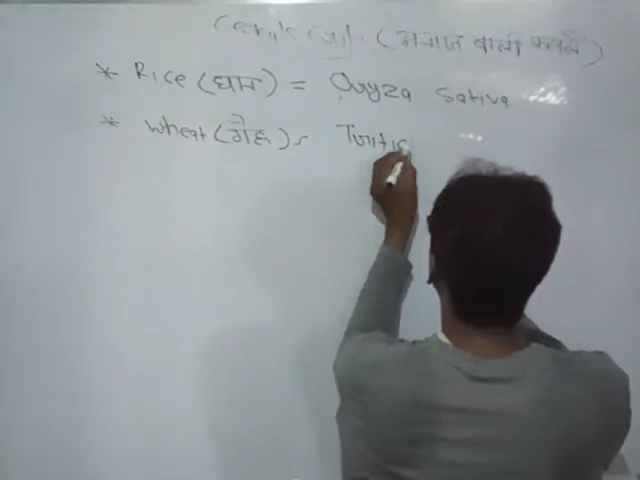 (अनाज वाली फसलें)
* Rice (धान) = Oryza Sativa
* Wheat (गेहूं) = Tritic